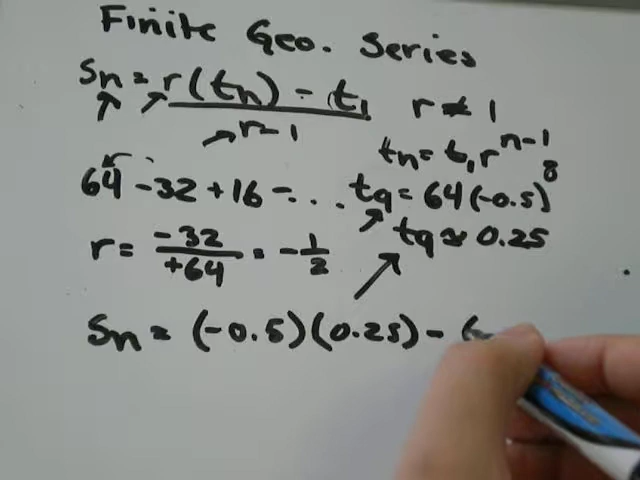 Finite Geo. Series
Sn = r(tn) - t1 / r-1   r ≠ 1
tn = t1 r^n-1
64 - 32 + 16 - ... t9 = 64(-0.5)^8
r = -32 / +64 = -1/2   t9 ≈ 0.25
Sn = (-0.5)(0.25) - (